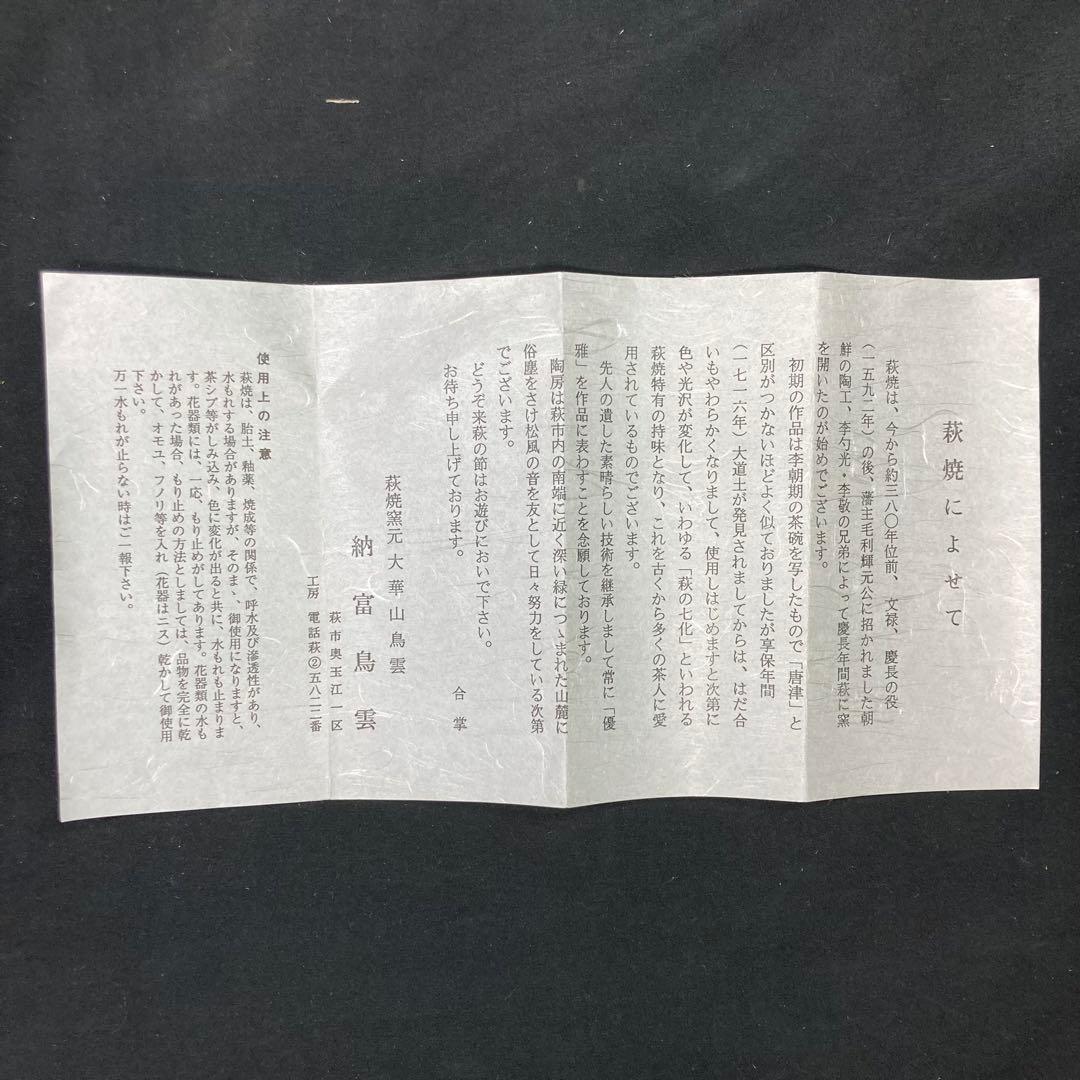 萩焼によせて
萩焼は、今から約三八〇年位前、文禄、慶長の役
(一五九二年)の後、藩主毛利輝元公に招かれました朝
鮮の陶工、李勺光・李敬の兄弟によって慶長年間萩に窯
を開いたのが始めでございます。
初期の作品は李朝期の茶碗を写したもので「唐津」と
区別がつかないほどよく似ておりましたが享保年間
(一七一六年)大道土が発見されましてからは、はだ合
いもやわらかくなりまして、使用しはじめますと次第に
色や光沢が変化して、いわゆる「萩の七化」といわれる
萩焼特有の持味となり、これを古くから多くの茶人に愛
用されているものでございます。
先人の遺した素晴らしい技術を継承しまして常に「優
雅」を作品に表わすことを念願しております。
陶房は萩市内の南端に近く深い緑につゝまれた山麓に
俗塵をさけ松風の音を友として日々努力をしている次第
でございます。
どうぞ来萩の節はお遊びにおいで下さい。
お待ち申し上げております。
合掌
萩焼窯元 大華山鳥雲
納富鳥雲
萩市奥玉江一区
工房 電話萩②五八二二番
使用上の注意
萩焼は、胎土、釉薬、焼成等の関係で、呼水及び滲透性があり、
水もれする場合がありますが、そのまゝ、御使用になりますと、
茶シブ等がしみ込み、色に変化が出ると共に、水もれも止まりま
す。花器類には、一応、もり止めがしてあります。花器類の水も
れがあった場合、もり止めの方法としましては、品物を完全に乾
かして、オモユ、フノリ等を入れ(花器はニス)乾かして御使用
下さい。
万一水もれが止らない時はご一報下さい。